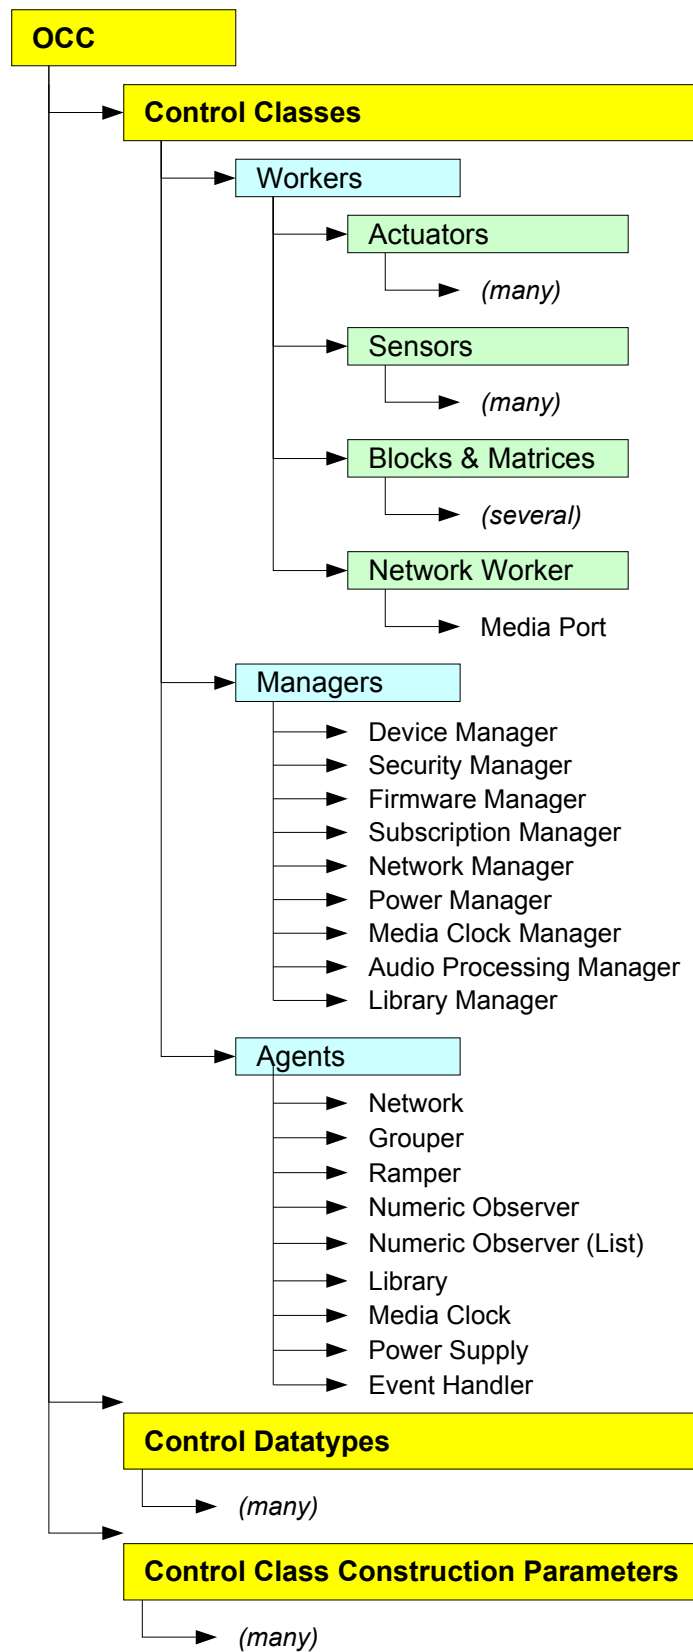 OCC
Control Classes
Workers
Actuators
(many)
Sensors
(many)
Blocks & Matrices
(several)
Network Worker
Media Port
Managers
Device Manager
Security Manager
Firmware Manager
Subscription Manager
Network Manager
Power Manager
Media Clock Manager
Audio Processing Manager
Library Manager
Agents
Network
Grouper
Ramper
Numeric Observer
Numeric Observer (List)
Library
Media Clock
Power Supply
Event Handler
Control Datatypes
(many)
Control Class Construction Parameters
(many)